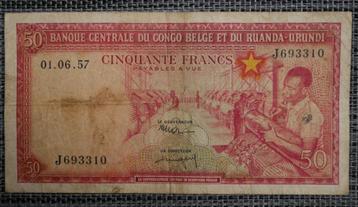 50 BANQUE CENTRALE DU CONGO BELGE ET DU RUANDA-URUNDI
01.06.57
CINQUANTE FRANCS
PAYABLES A VUE
J693310
LE GOUVERNEUR
UN DIRECTEUR
J693310
50
50